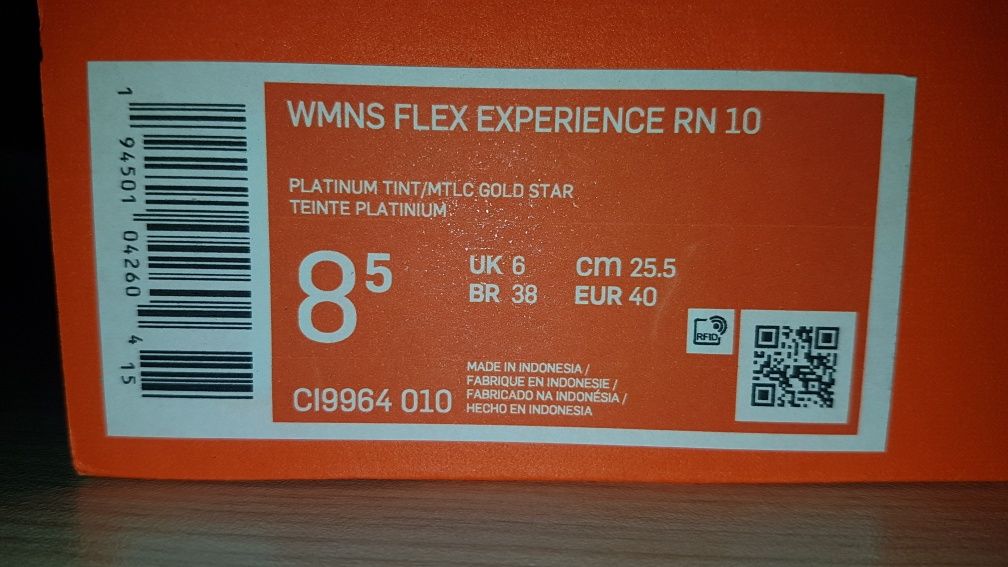 WMNS FLEX EXPERIENCE RN 10
PLATINUM TINT/MTLC GOLD STAR
TEINTE PLATINIUM
8⁵
UK 6 cm 25.5
BR 38 EUR 40
RFID
MADE IN INDONESIA /
FABRIQUE EN INDONESIE /
FABRICADO NA INDONÉSIA /
HECHO EN INDONESIA
CI9964 010
1 94501 04260 4 15